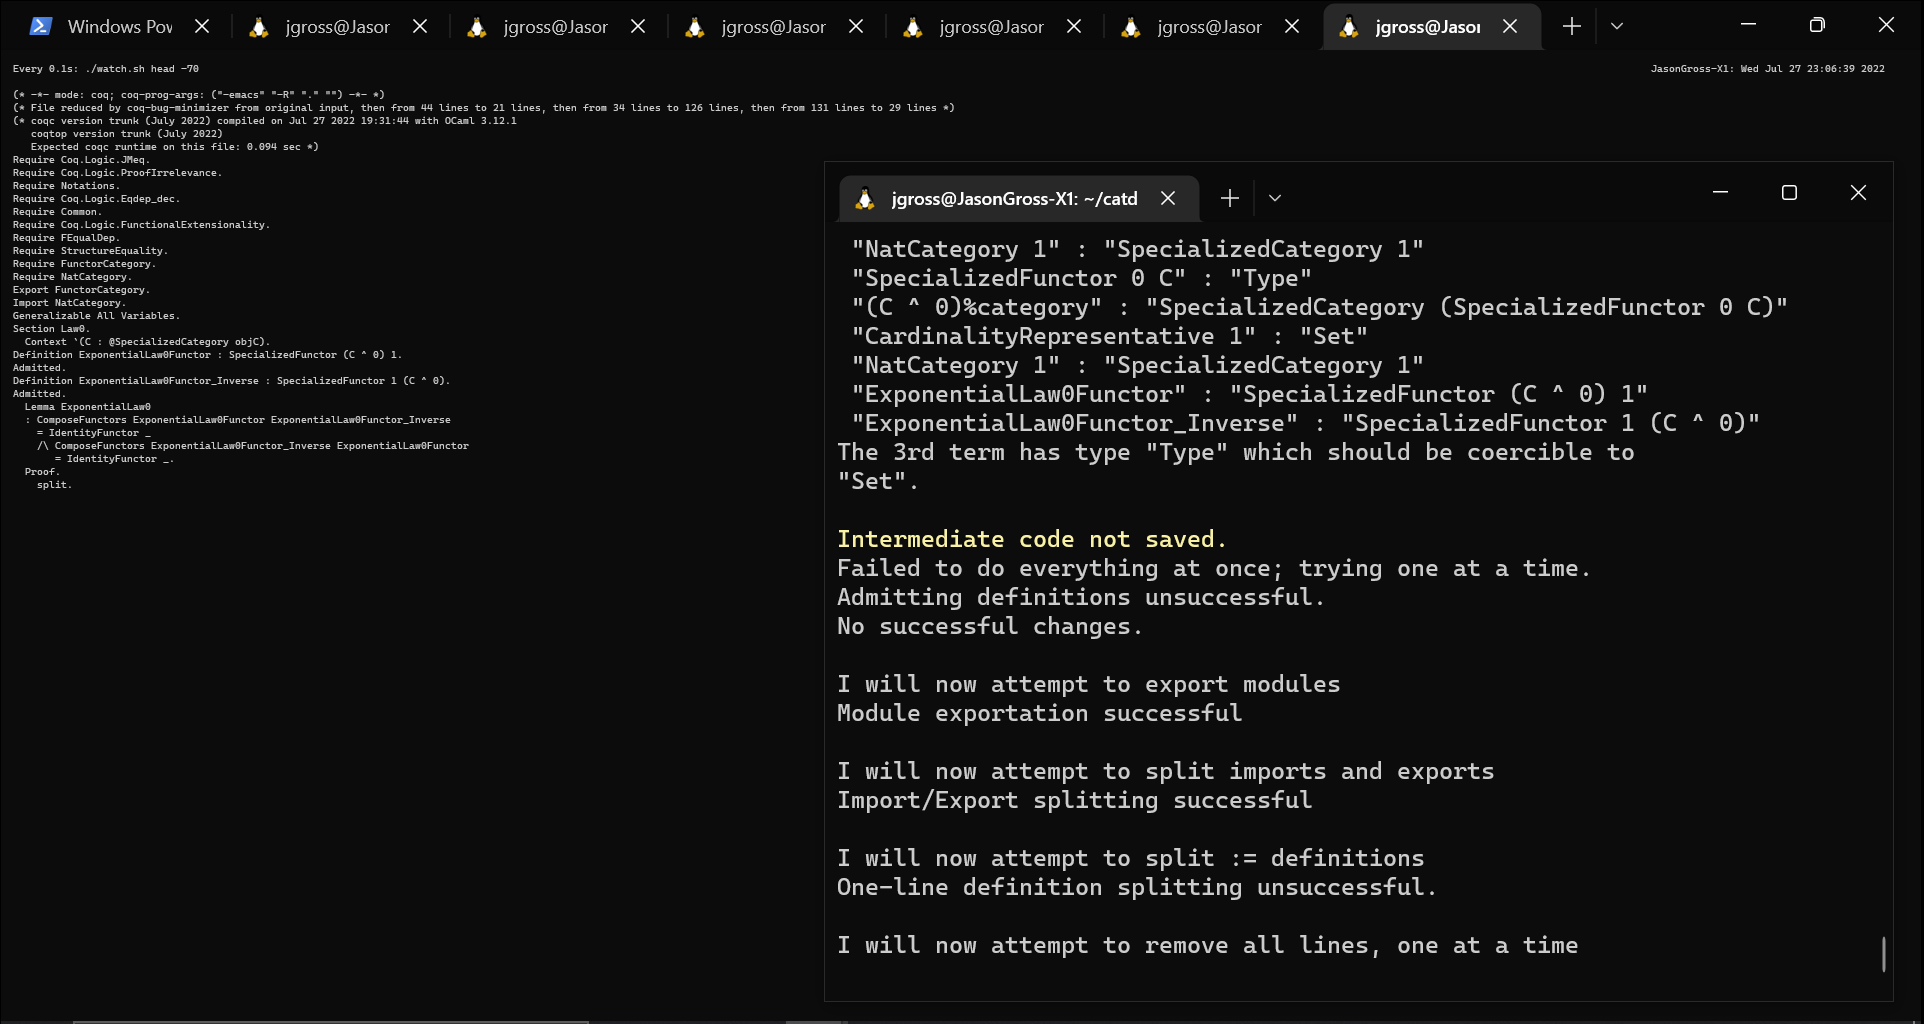 Windows Pov
jgross@Jasor
jgross@Jasor
jgross@Jasor
jgross@Jasor
jgross@Jasor
jgross@Jasor
Every 0.1s: ./watch.sh head -70
JasonGross-X1: Wed Jul 27 23:06:39 2022
(* -*- mode: coq; coq-prog-args: ("-emacs" "-R" "." "") -*- *)
(* File reduced by coq-bug-minimizer from original input, then from 44 lines to 21 lines, then from 34 lines to 126 lines, then from 131 lines to 29 lines *)
(* coqc version trunk (July 2022) compiled on Jul 27 2022 19:31:44 with OCaml 3.12.1
   coqtop version trunk (July 2022)
   Expected coqc runtime on this file: 0.094 sec *)
Require Coq.Logic.JMeq.
Require Coq.Logic.ProofIrrelevance.
Require Notations.
Require Coq.Logic.Eqdep_dec.
Require Common.
Require Coq.Logic.FunctionalExtensionality.
Require FEqualDep.
Require StructureEquality.
Require FunctorCategory.
Require NatCategory.
Export FunctorCategory.
Import NatCategory.
Generalizable All Variables.
Section Law0.
  Context `(C : @SpecializedCategory objC).
Definition ExponentialLaw0Functor : SpecializedFunctor (C ^ 0) 1.
Admitted.
Definition ExponentialLaw0Functor_Inverse : SpecializedFunctor 1 (C ^ 0).
Admitted.
  Lemma ExponentialLaw0
  : ComposeFunctors ExponentialLaw0Functor ExponentialLaw0Functor_Inverse
    = IdentityFunctor _
    /\ ComposeFunctors ExponentialLaw0Functor_Inverse ExponentialLaw0Functor
       = IdentityFunctor _.
  Proof.
    split.
jgross@JasonGross-X1: ~/catd
 "NatCategory 1" : "SpecializedCategory 1"
 "SpecializedFunctor 0 C" : "Type"
 "(C ^ 0)%category" : "SpecializedCategory (SpecializedFunctor 0 C)"
 "CardinalityRepresentative 1" : "Set"
 "NatCategory 1" : "SpecializedCategory 1"
 "ExponentialLaw0Functor" : "SpecializedFunctor (C ^ 0) 1"
 "ExponentialLaw0Functor_Inverse" : "SpecializedFunctor 1 (C ^ 0)"
The 3rd term has type "Type" which should be coercible to
"Set".
Intermediate code not saved.
Failed to do everything at once; trying one at a time.
Admitting definitions unsuccessful.
No successful changes.
I will now attempt to export modules
Module exportation successful
I will now attempt to split imports and exports
Import/Export splitting successful
I will now attempt to split := definitions
One-line definition splitting unsuccessful.
I will now attempt to remove all lines, one at a time